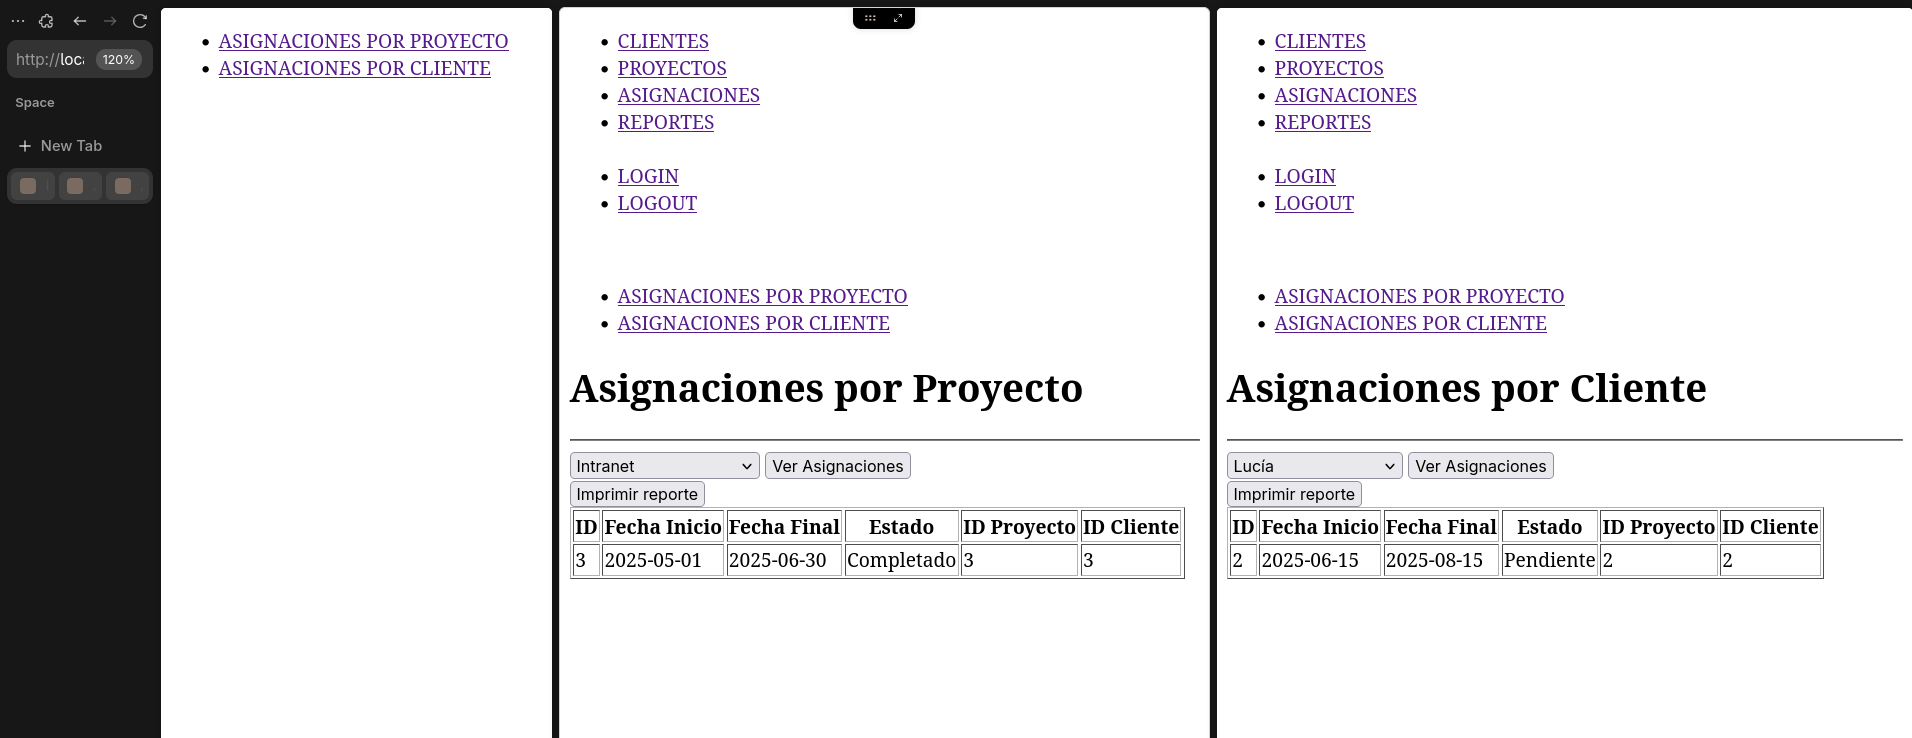 http://loca 120%
Space
New Tab
ASIGNACIONES POR PROYECTO
ASIGNACIONES POR CLIENTE
CLIENTES
PROYECTOS
ASIGNACIONES
REPORTES
LOGIN
LOGOUT
ASIGNACIONES POR PROYECTO
ASIGNACIONES POR CLIENTE
Asignaciones por Proyecto
Intranet Ver Asignaciones
Imprimir reporte
ID Fecha Inicio Fecha Final Estado ID Proyecto ID Cliente
3 2025-05-01 2025-06-30 Completado 3 3
CLIENTES
PROYECTOS
ASIGNACIONES
REPORTES
LOGIN
LOGOUT
ASIGNACIONES POR PROYECTO
ASIGNACIONES POR CLIENTE
Asignaciones por Cliente
Lucía Ver Asignaciones
Imprimir reporte
ID Fecha Inicio Fecha Final Estado ID Proyecto ID Cliente
2 2025-06-15 2025-08-15 Pendiente 2 2